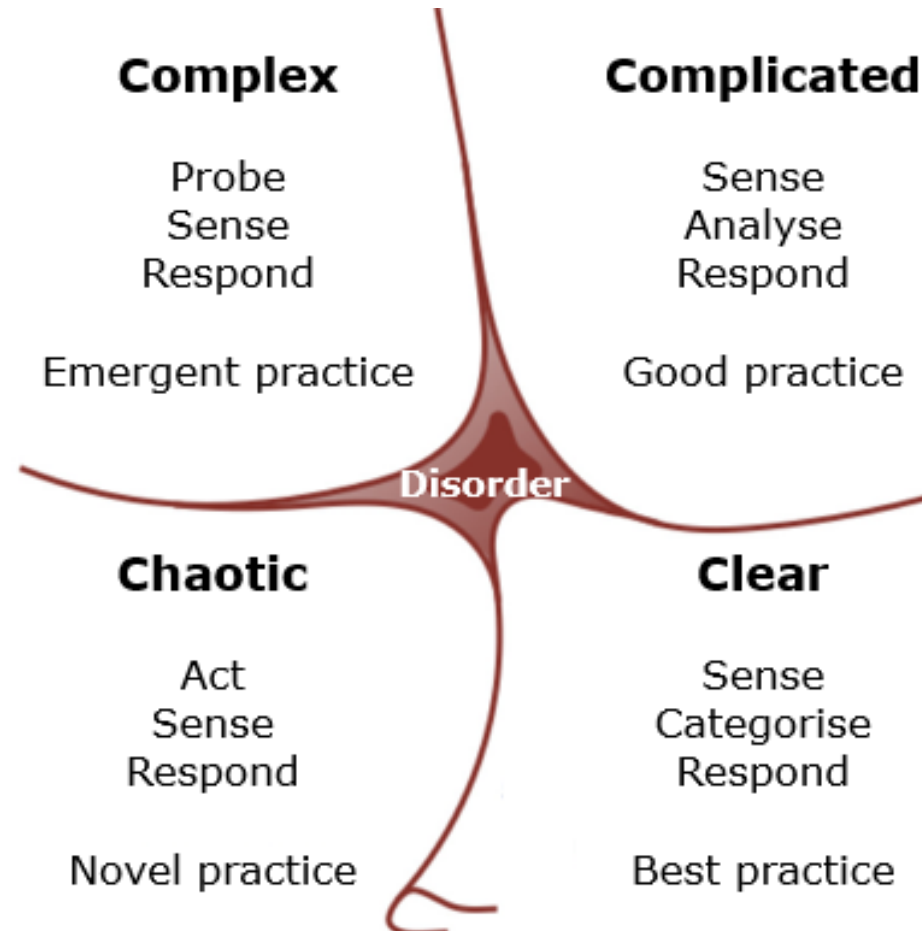 Complex
Probe
Sense
Respond
Emergent practice
Complicated
Sense
Analyse
Respond
Good practice
Disorder
Chaotic
Act
Sense
Respond
Novel practice
Clear
Sense
Categorise
Respond
Best practice